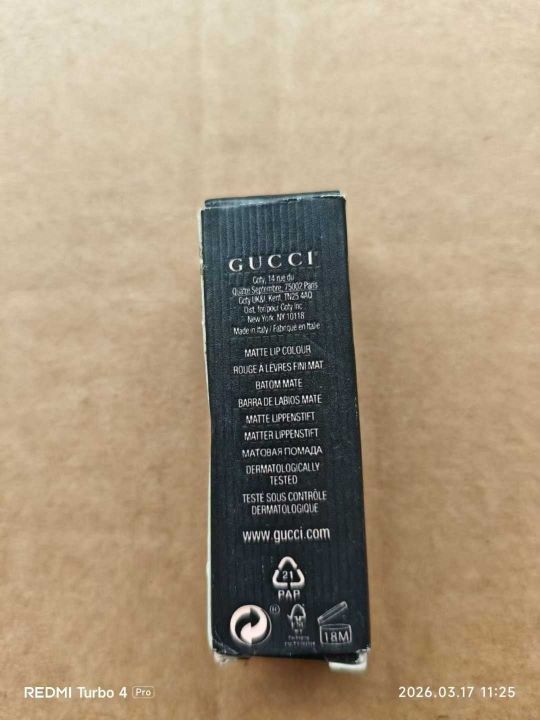 GUCCI
Coty, 14 rue du
Quatre Septembre, 75002 Paris
Coty UK&I, Kent, TN25 4AQ
Dist. for/pour Coty Inc.
New York, NY 10118
Made in Italy / Fabriqué en Italie
MATTE LIP COLOUR
ROUGE À LÈVRES FINI MAT
BATOM MATE
BARRA DE LABIOS MATE
MATTE LIPPENSTIFT
MATTER LIPPENSTIFT
МАТОВАЯ ПОМАДА
DERMATOLOGICALLY
TESTED
TESTÉ SOUS CONTRÔLE
DERMATOLOGIQUE
www.gucci.com
21
PAP
®
18M
REDMI Turbo 4 Pro
2026.03.17 11:25